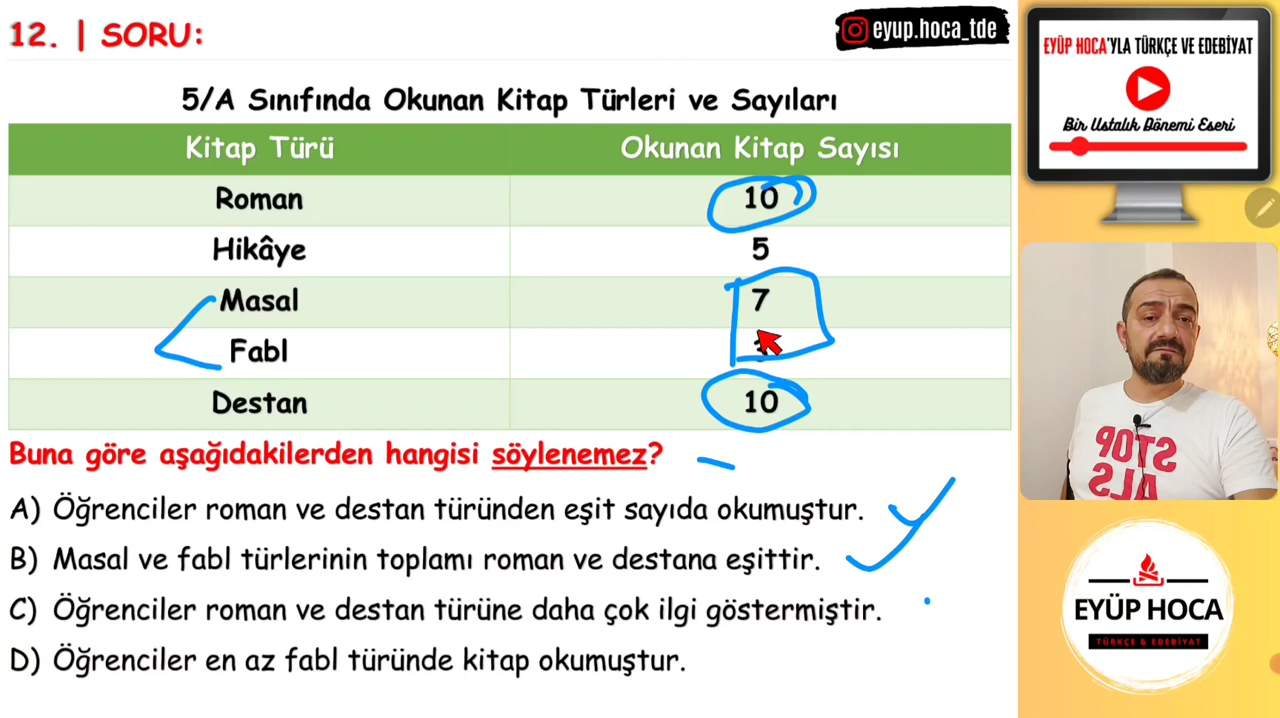 12. | SORU:
eyup.hoca_tde
5/A Sınıfında Okunan Kitap Türleri ve Sayıları
Kitap Türü Okunan Kitap Sayısı
Roman 10
Hikâye 5
Masal 7
Fabl
Destan 10
Buna göre aşağıdakilerden hangisi söylenemez?
A) Öğrenciler roman ve destan türünden eşit sayıda okumuştur.
B) Masal ve fabl türlerinin toplamı roman ve destana eşittir.
C) Öğrenciler roman ve destan türüne daha çok ilgi göstermiştir.
D) Öğrenciler en az fabl türünde kitap okumuştur.
EYÜP HOCA'YLA TÜRKÇE VE EDEBİYAT
Bir Ustalık Dönemi Eseri
STOP
ALS
EYÜP HOCA
TÜRKÇE & EDEBİYAT